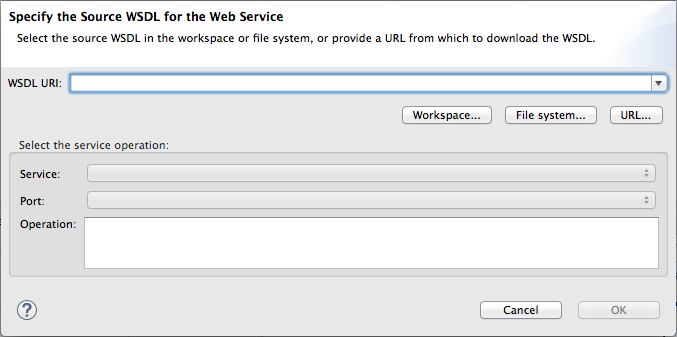 Specify the Source WSDL for the Web Service
Select the source WSDL in the workspace or file system, or provide a URL from which to download the WSDL.
WSDL URI:
Workspace... File system... URL...
Select the service operation:
Service:
Port:
Operation:
? Cancel OK